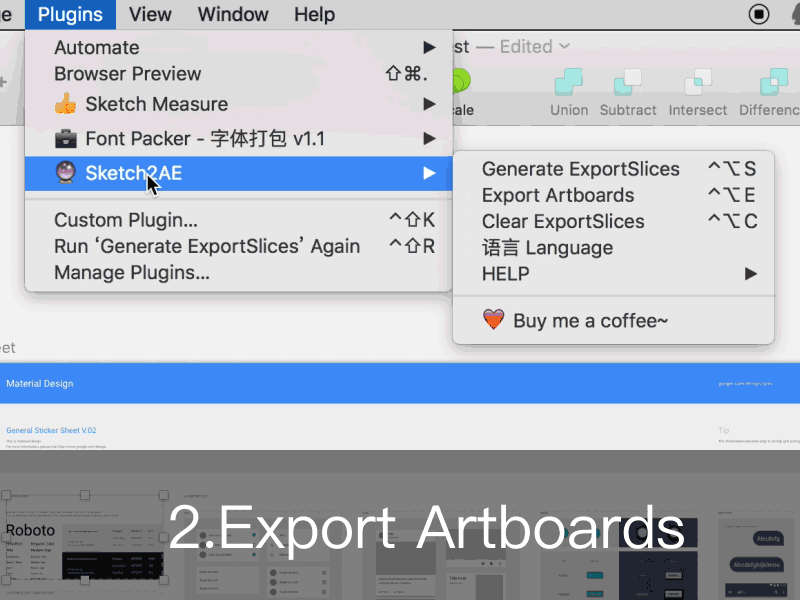 Plugins View Window Help
Automate
Browser Preview ⇧⌘.
Sketch Measure
Font Packer - 字体打包 v1.1
Sketch2AE
Custom Plugin... ^⇧K
Run ‘Generate ExportSlices’ Again ^⇧R
Manage Plugins...
st — Edited
cale
Union Subtract Intersect Differenc
Generate ExportSlices ^⌥S
Export Artboards ^⌥E
Clear ExportSlices ^⌥C
语言 Language
HELP
Buy me a coffee~
eet
Material Design
General Sticker Sheet V.02
Tip
Roboto
2.Export Artboards
Abcdefg
Abcdefghijklmno